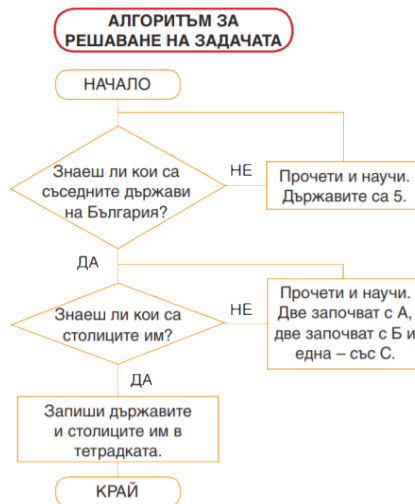 АЛГОРИТЪМ ЗА
РЕШАВАНЕ НА ЗАДАЧАТА
НАЧАЛО
Знаеш ли кои са
съседните държави
на България?
НЕ
Прочети и научи.
Държавите са 5.
ДА
Знаеш ли кои са
столиците им?
НЕ
Прочети и научи.
Две започват с А,
две започват с Б и
една – със С.
ДА
Запиши държавите
и столиците им в
тетрадката.
КРАЙ